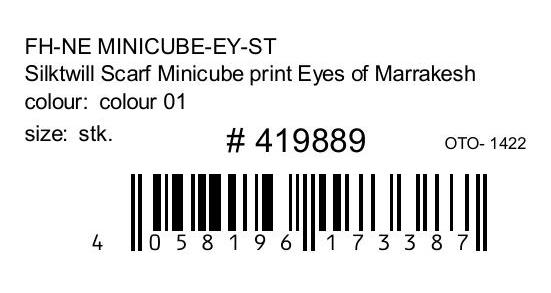 FH-NE MINICUBE-EY-ST
Silktwill Scarf Minicube print Eyes of Marrakesh
colour: colour 01
size: stk.
# 419889
OTO- 1422
4 058196 173387